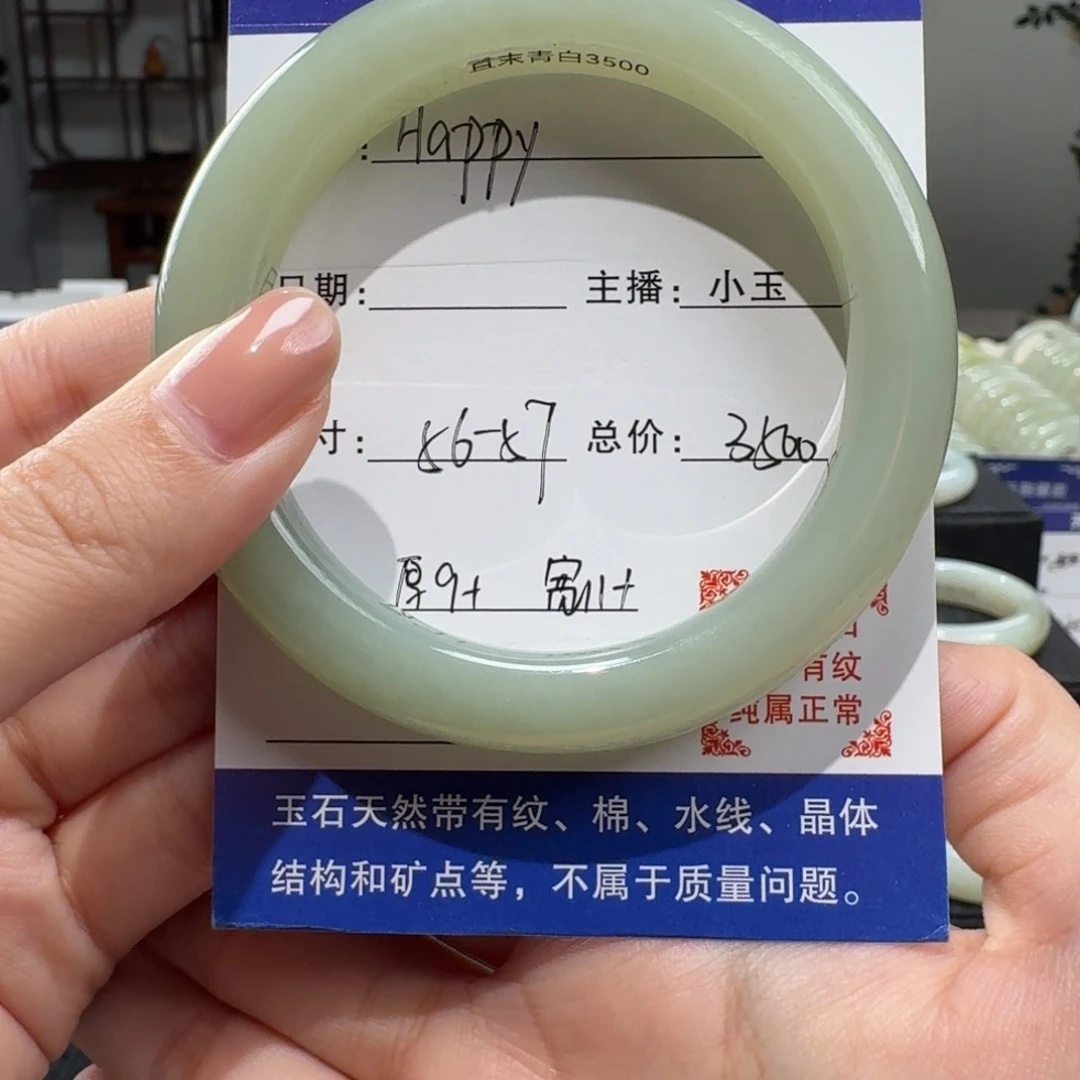 且末青白3500
: Happy
日期: 主播: 小玉
寸: 56-57 总价: 3500
厚9+ 宽11+
有纹
纯属正常
玉石天然带有纹、棉、水线、晶体
结构和矿点等，不属于质量问题。